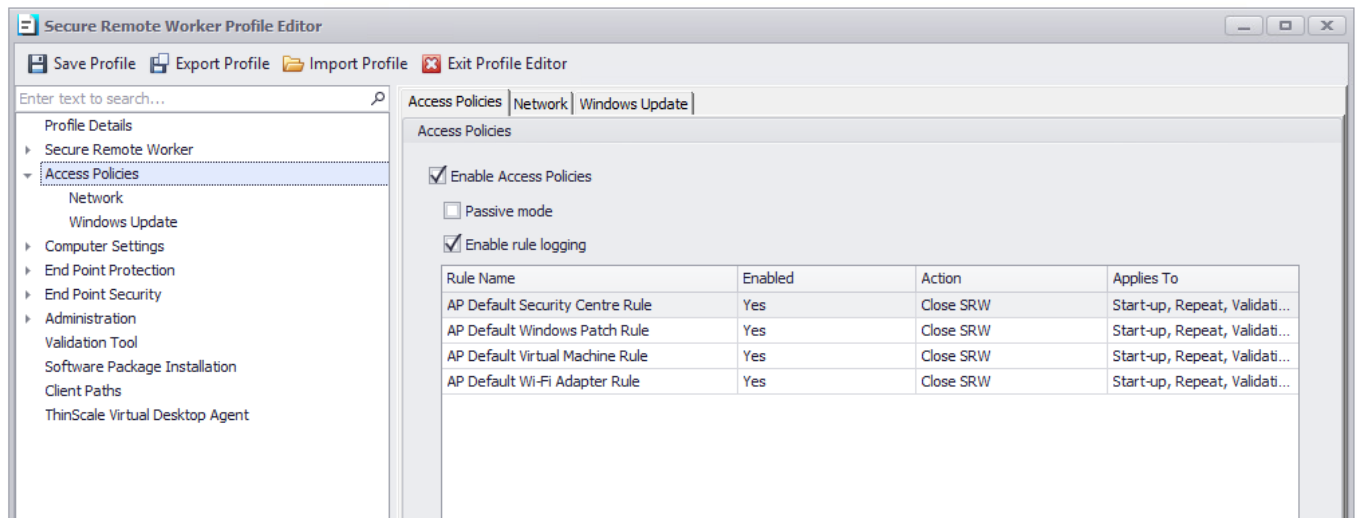 Secure Remote Worker Profile Editor
Save Profile Export Profile Import Profile Exit Profile Editor
Enter text to search...
Profile Details
Secure Remote Worker
Access Policies
Network
Windows Update
Computer Settings
End Point Protection
End Point Security
Administration
Validation Tool
Software Package Installation
Client Paths
ThinScale Virtual Desktop Agent
Access Policies Network Windows Update
Access Policies
Enable Access Policies
Passive mode
Enable rule logging
Rule Name Enabled Action Applies To
AP Default Security Centre Rule Yes Close SRW Start-up, Repeat, Validati...
AP Default Windows Patch Rule Yes Close SRW Start-up, Repeat, Validati...
AP Default Virtual Machine Rule Yes Close SRW Start-up, Repeat, Validati...
AP Default Wi-Fi Adapter Rule Yes Close SRW Start-up, Repeat, Validati...